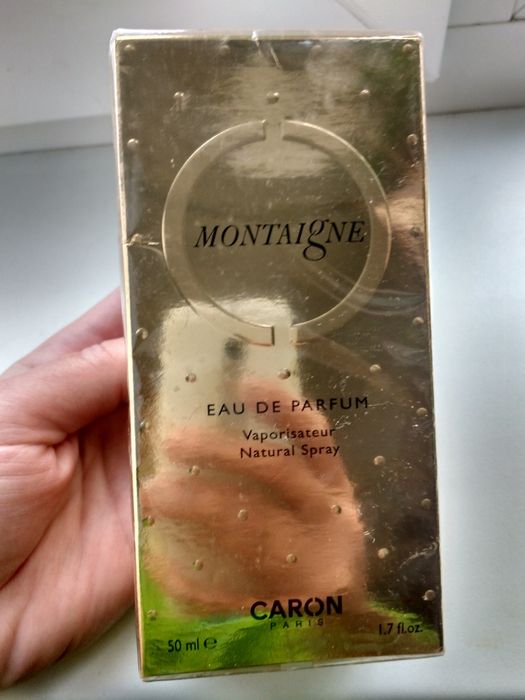 MONTAIgNE
EAU DE PARFUM
Vaporisateur
Natural Spray
CARON
PARIS
50 ml ℮
1.7 fl.oz.